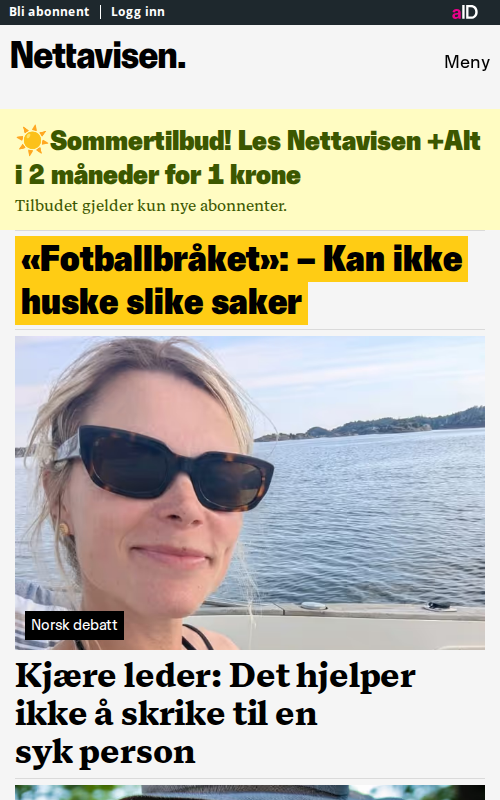 Bli abonnent | Logg inn
aID
Nettavisen.
Meny
☀️Sommertilbud! Les Nettavisen +Alt
i 2 måneder for 1 krone
Tilbudet gjelder kun nye abonnenter.
«Fotballbråket»: – Kan ikke
huske slike saker
Norsk debatt
Kjære leder: Det hjelper
ikke å skrike til en
syk person